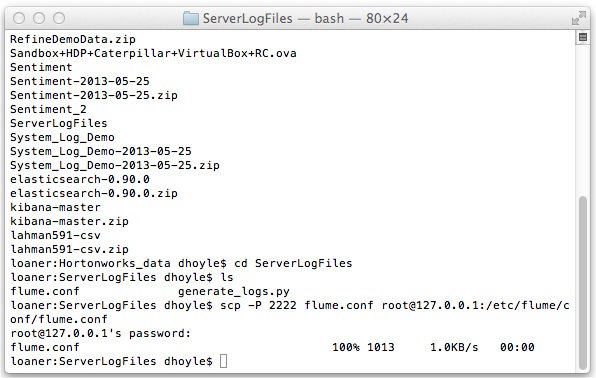 ServerLogFiles — bash — 80×24
RefineDemoData.zip
Sandbox+HDP+Caterpillar+VirtualBox+RC.ova
Sentiment
Sentiment-2013-05-25
Sentiment-2013-05-25.zip
Sentiment_2
ServerLogFiles
System_Log_Demo
System_Log_Demo-2013-05-25
System_Log_Demo-2013-05-25.zip
elasticsearch-0.90.0
elasticsearch-0.90.0.zip
kibana-master
kibana-master.zip
lahman591-csv
lahman591-csv.zip
loaner:Hortonworks_data dhoyle$ cd ServerLogFiles
loaner:ServerLogFiles dhoyle$ ls
flume.conf generate_logs.py
loaner:ServerLogFiles dhoyle$ scp -P 2222 flume.conf root@127.0.0.1:/etc/flume/c
onf/flume.conf
root@127.0.0.1's password:
flume.conf 100% 1013 1.0KB/s 00:00
loaner:ServerLogFiles dhoyle$